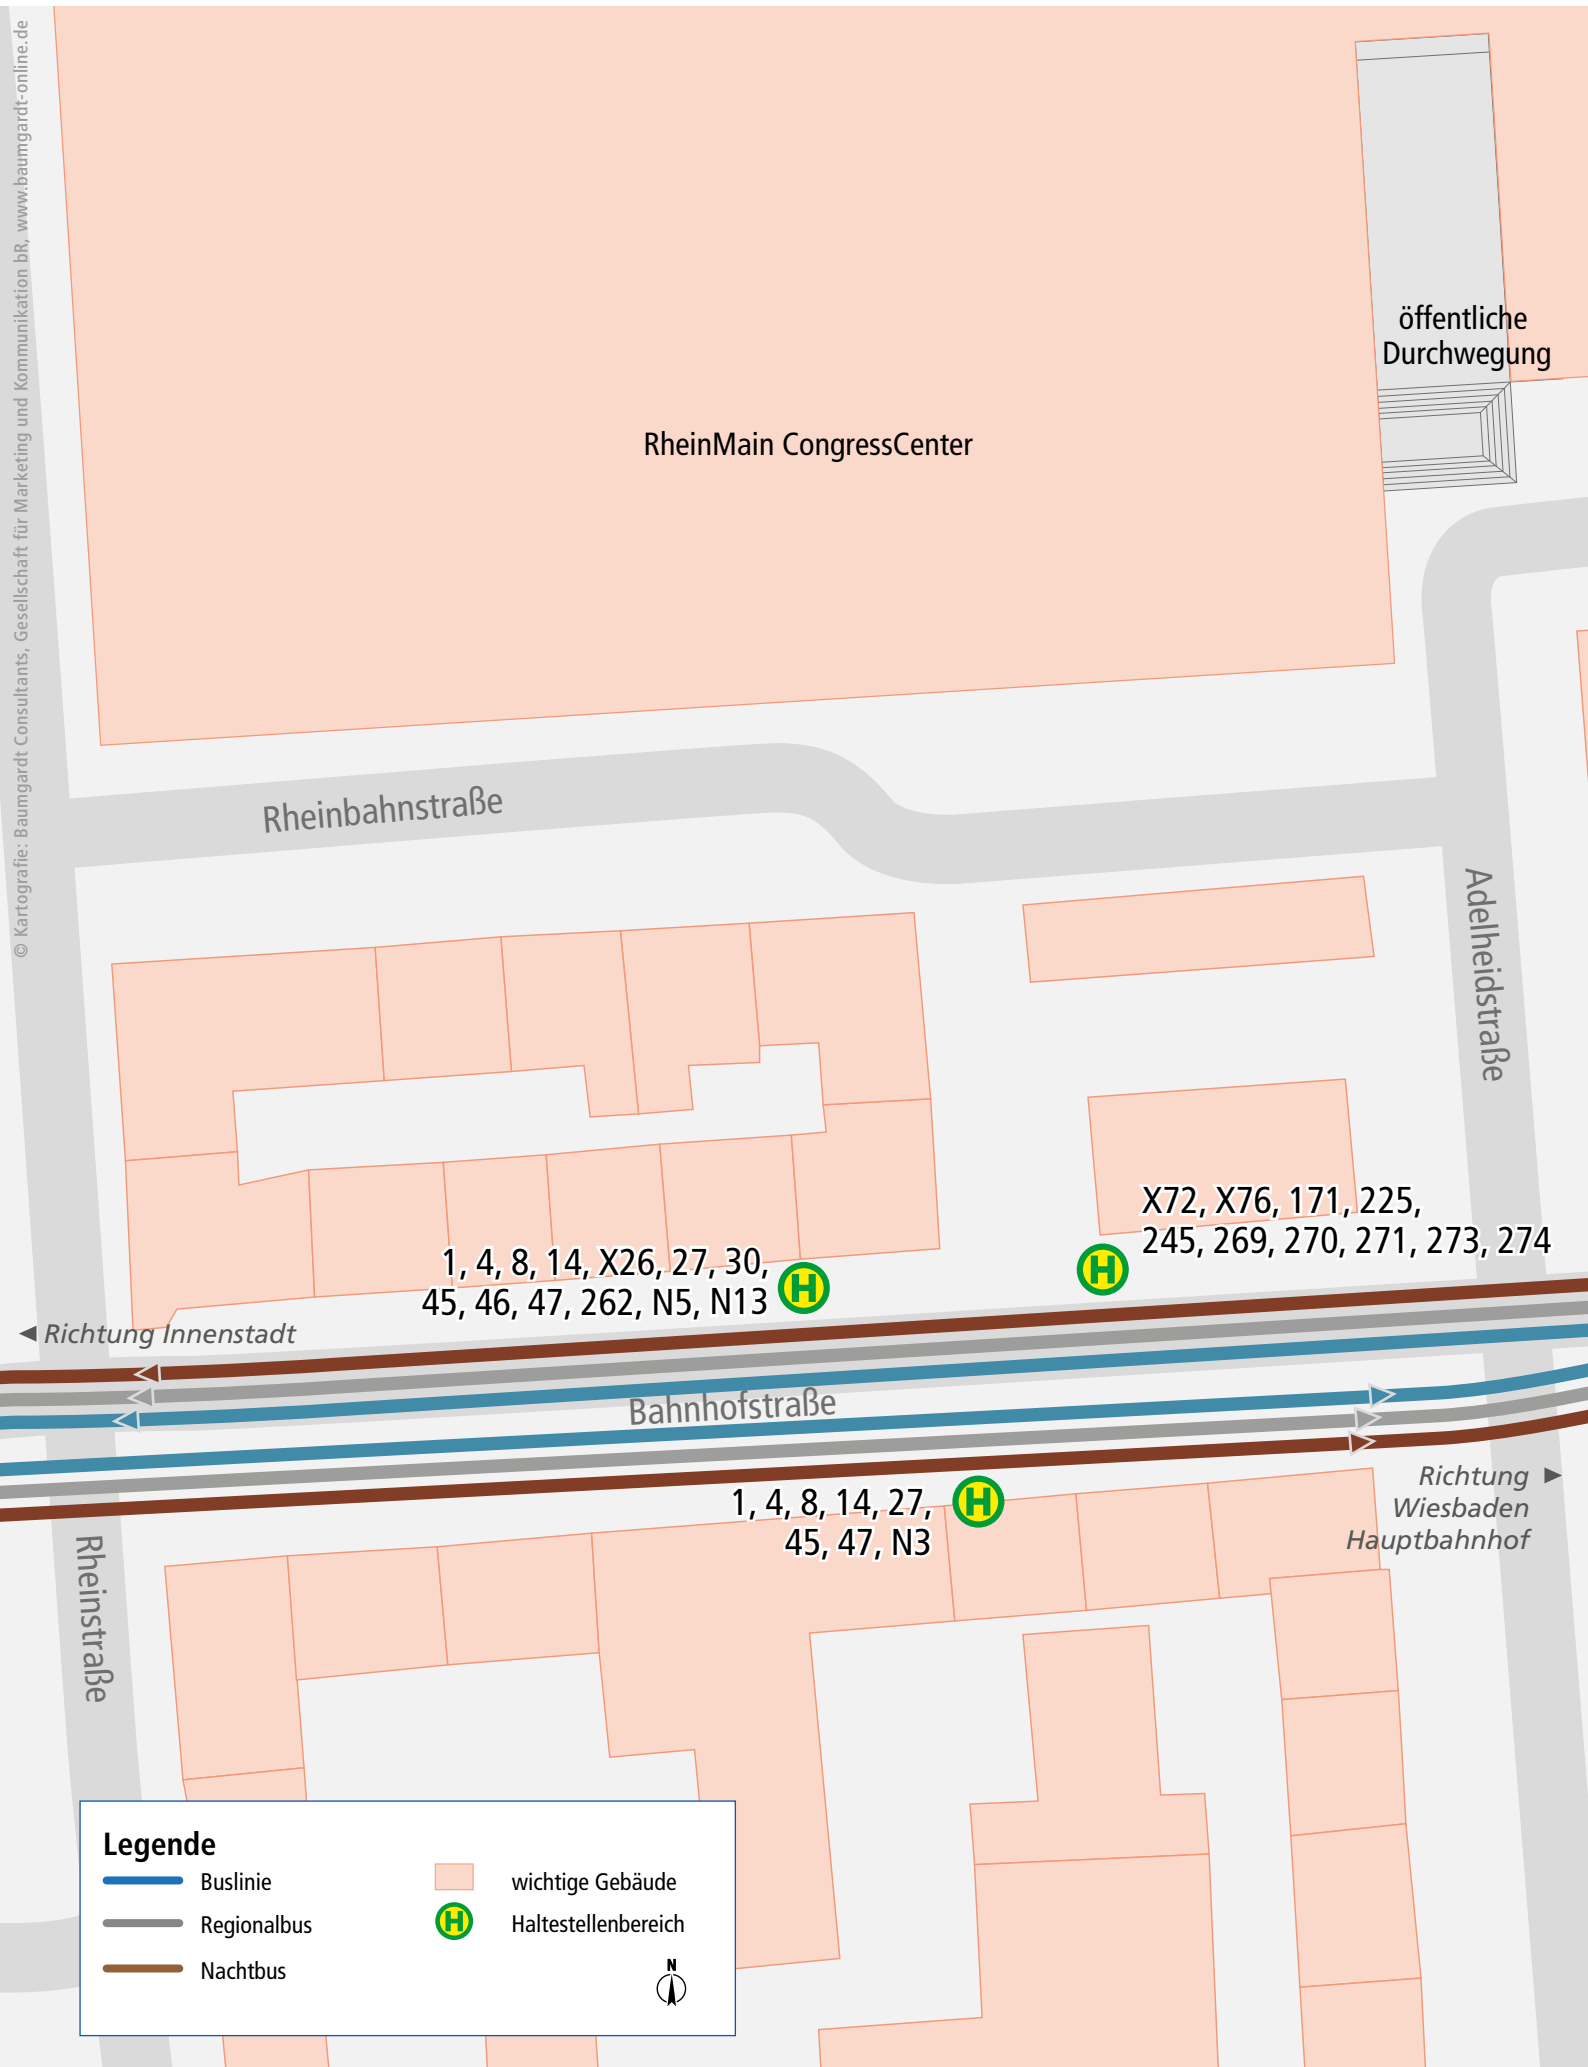 © Kartografie: Baumgardt Consultants, Gesellschaft für Marketing und Kommunikation bR, www.baumgardt-online.de
öffentliche
Durchwegung
RheinMain CongressCenter
Rheinbahnstraße
Adelheidstraße
X72, X76, 171, 225,
245, 269, 270, 271, 273, 274
H
1, 4, 8, 14, X26, 27, 30,
45, 46, 47, 262, N5, N13
H
Richtung Innenstadt
Bahnhofstraße
Richtung
Wiesbaden
Hauptbahnhof
1, 4, 8, 14, 27,
45, 47, N3
H
Rheinstraße
Legende
Buslinie
Regionalbus
Nachtbus
wichtige Gebäude
H Haltestellenbereich
N